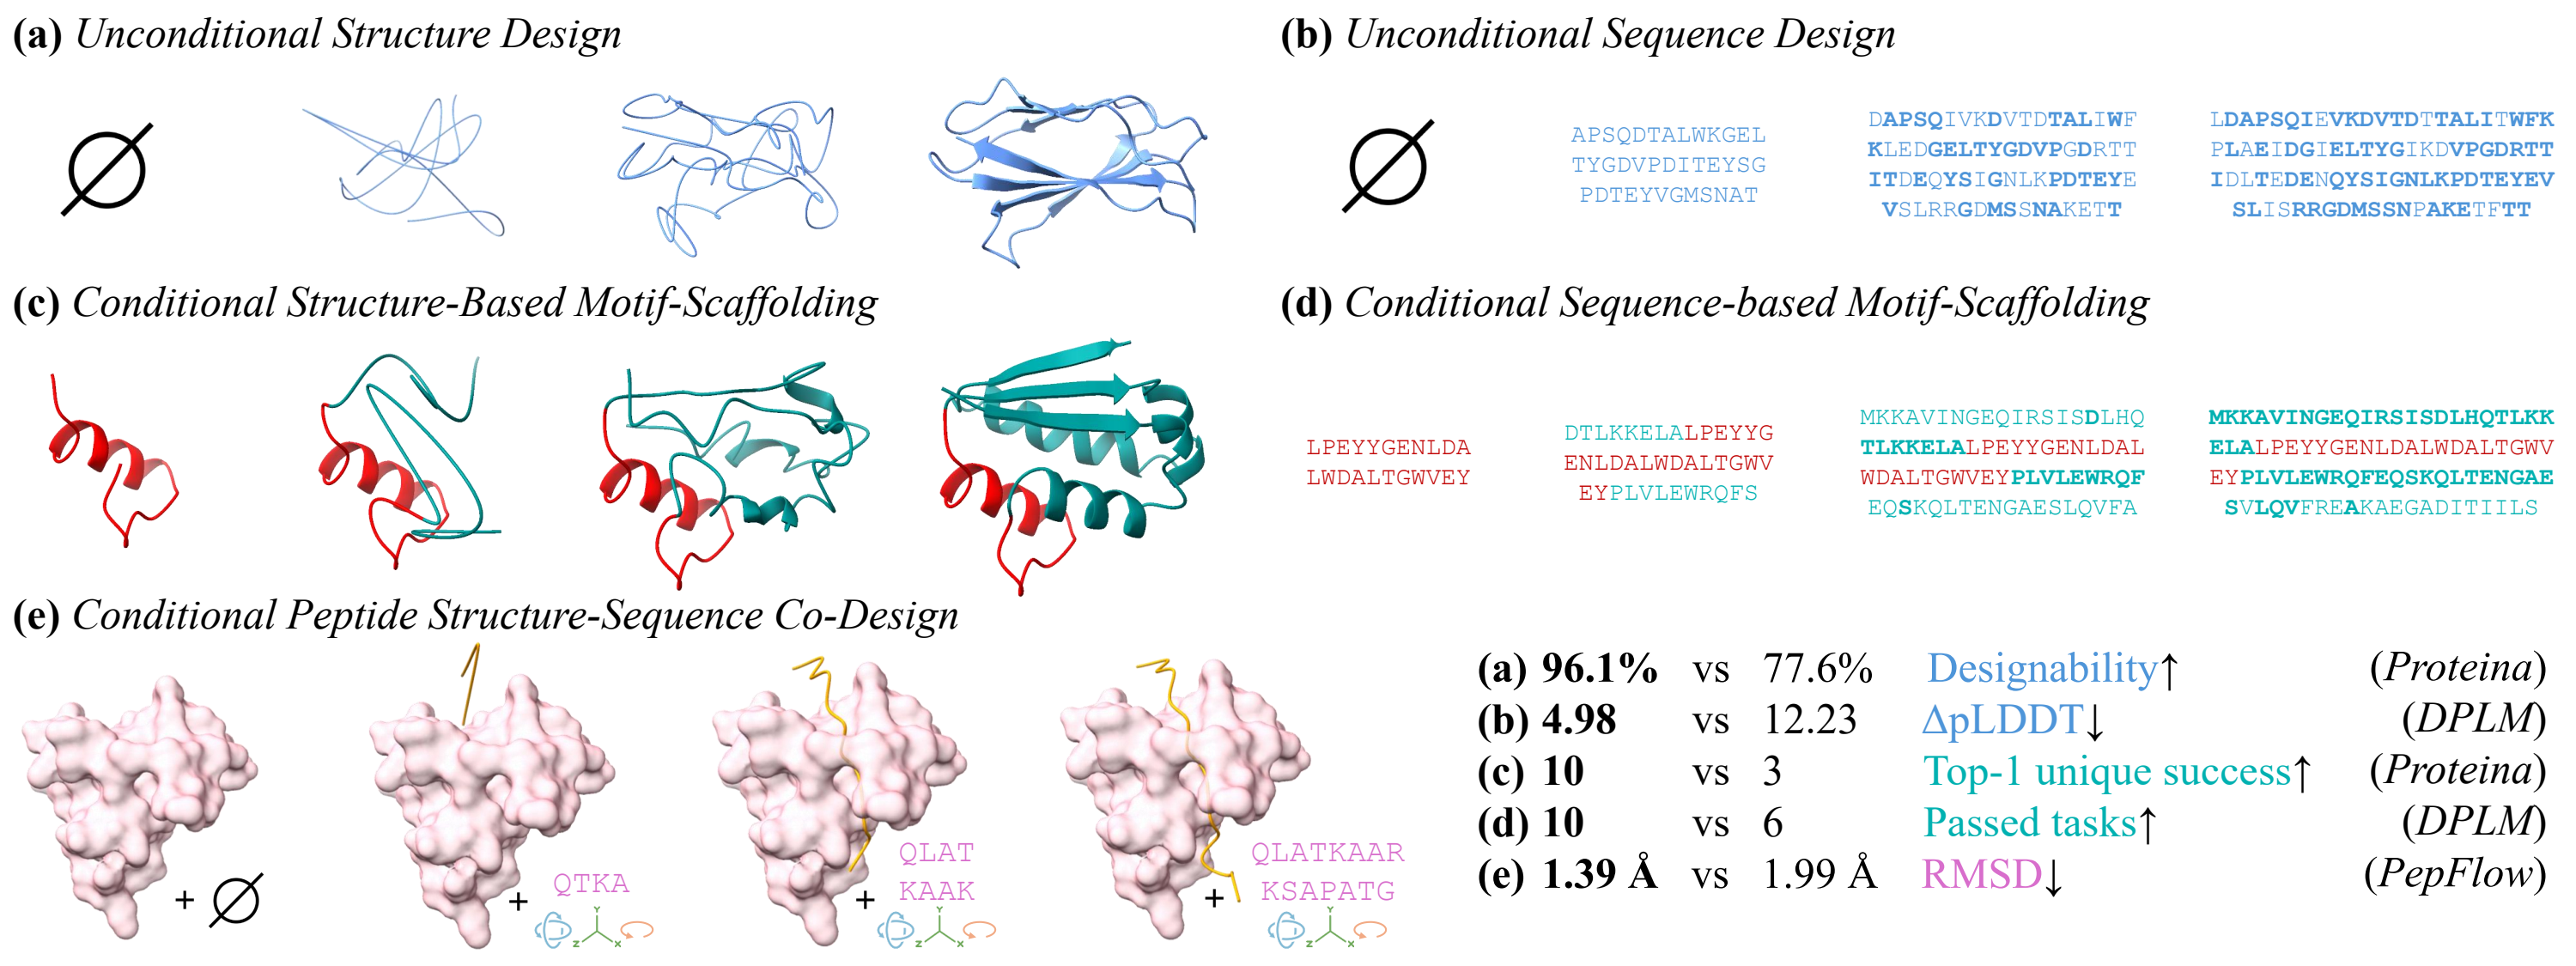 (a) Unconditional Structure Design
(b) Unconditional Sequence Design
APSQDTALWKGEL
TYGDVPDITEYSG
PDTEYVGMSNAT
DAPSQIVKDVTDTALIWF
KLEDGELTYGDVPGDRTT
ITDEQYSIGNLKPDTEYE
VSLRRGDMSSNAKETT
LDAPSQIEVKDVTDTTALITWFK
PLAEIDGIELTYGIKDVPGDRTT
IDLTEDENQYSIGNLKPDTEYEV
SLISRRGDMSSNPAKETFTT
(c) Conditional Structure-Based Motif-Scaffolding
(d) Conditional Sequence-based Motif-Scaffolding
LPEYYGENLDA
LWDALTGWVEY
DTLKKELALPEYYG
ENLDALWDALTGWV
EYPLVLEWRQFS
MKKAVINGEQIRSISDLHQ
TLKKELALPEYYGENLDAL
WDALTGWVEYPLVLEWRQF
EQSKQLTENGAESLQVFA
MKKAVINGEQIRSISDLHQTLKK
ELALPEYYGENLDALWDALTGWV
EYPLVLEWRQFEQSKQLTENGAE
SVLQVFREAKAEGADITIILS
(e) Conditional Peptide Structure-Sequence Co-Design
+ ∅
+
QTKA
Y
Z X
+
QLAT
KAAK
Y
Z X
+
QLATKAAR
KSAPATG
Y
Z X
(a) 96.1% vs 77.6% Designability↑ (Proteina)
(b) 4.98 vs 12.23 ΔpLDDT↓ (DPLM)
(c) 10 vs 3 Top-1 unique success↑ (Proteina)
(d) 10 vs 6 Passed tasks↑ (DPLM)
(e) 1.39 Å vs 1.99 Å RMSD↓ (PepFlow)